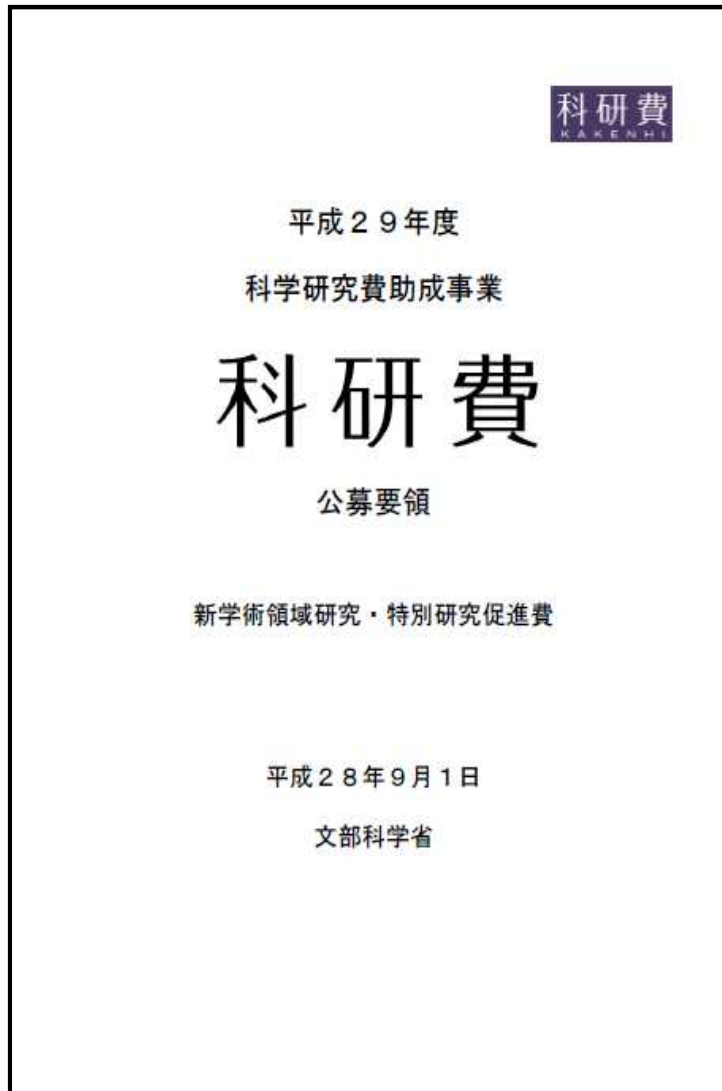 科研費
KAKENHI
平成２９年度
科学研究費助成事業
科研費
公募要領
新学術領域研究・特別研究促進費
平成２８年９月１日
文部科学省